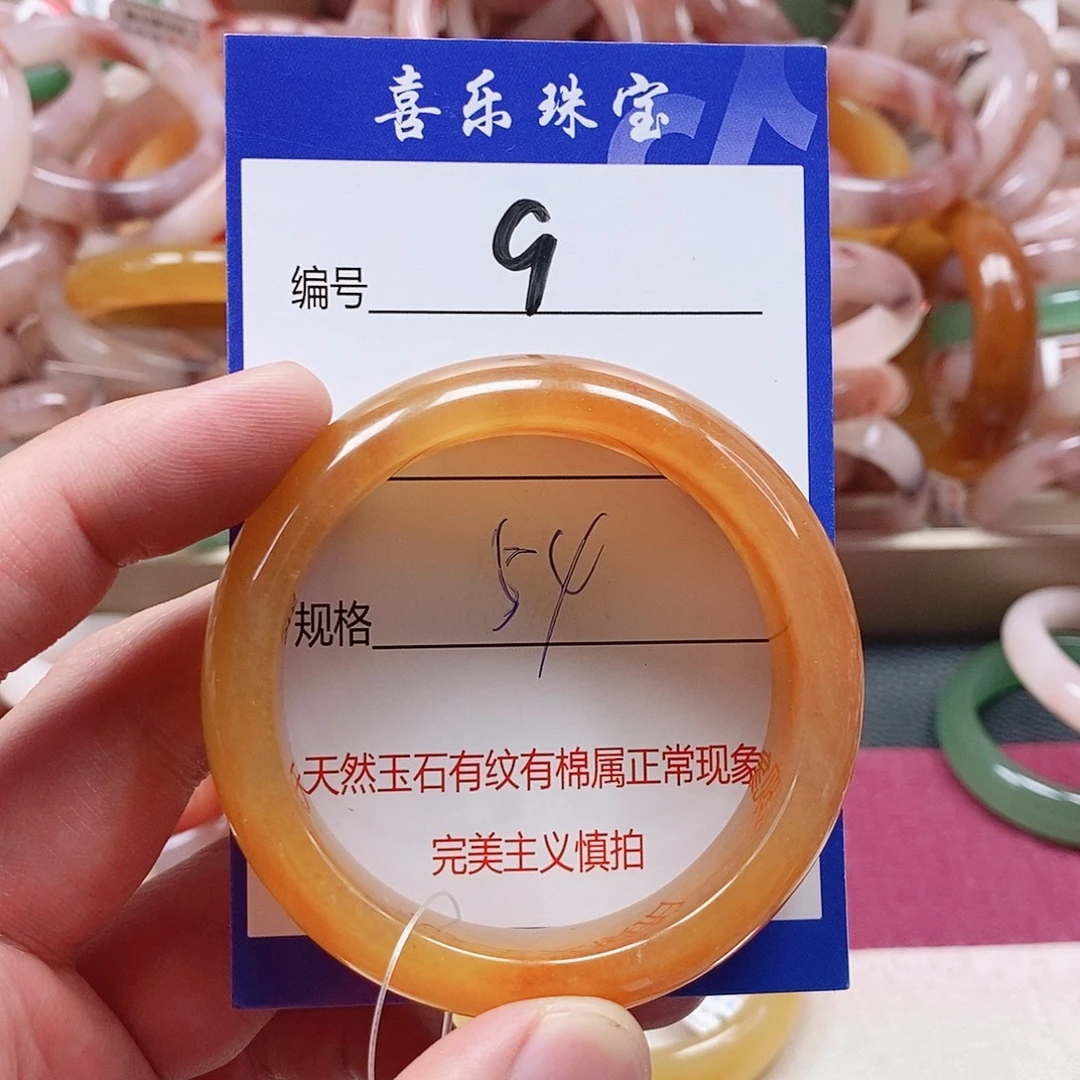 喜乐珠宝
编号 9
规格 54
天然玉石有纹有棉属正常现象
完美主义慎拍